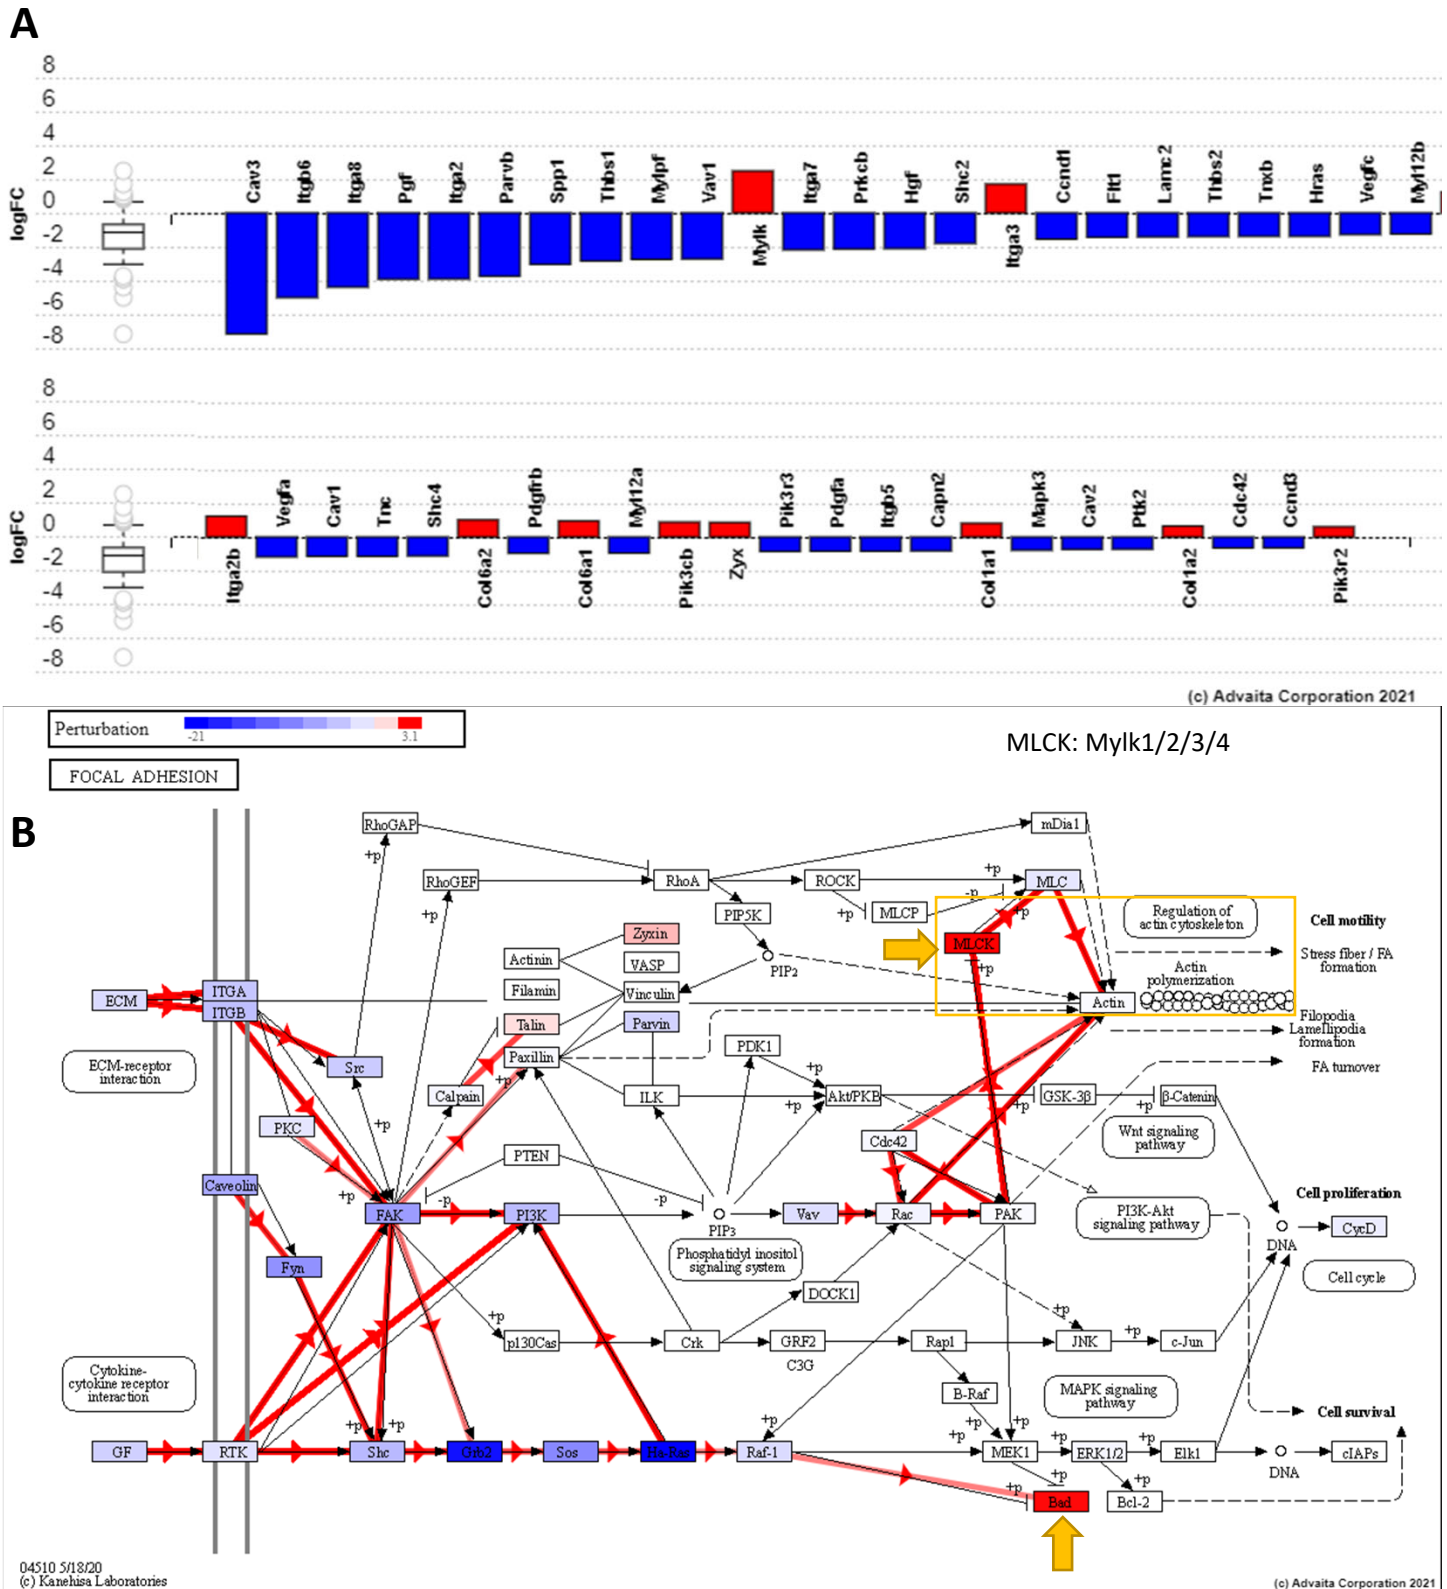 A
8
6
4
2
0
-2
-4
-6
-8
logFC
Cav3
Itgb6
Itga8
Pgf
Itga2
Parvb
Spp1
Thbs1
Mylpf
Vav1
Mylk
Itga7
Prkcb
Hgf
Shc2
Itga3
Ccnd1
Flt1
Lamc2
Thbs2
Tnxb
Hras
Vegfc
Myl12b
8
6
4
2
0
-2
-4
-6
-8
logFC
Itga2b
Vegfa
Cav1
Tnc
Shc4
Col6a2
Pdgfrb
Col6a1
Myl12a
Pik3cb
Zyx
Pik3r3
Pdgfa
Itgb5
Capn2
Col1a1
Mapk3
Cav2
Ptk2
Col1a2
Cdc42
Ccnd3
Pik3r2
(c) Advaita Corporation 2021
Perturbation
-21
3.1
MLCK: Mylk1/2/3/4
FOCAL ADHESION
B
RhoGAP
mDia1
+p
RhoGEF
RhoA
ROCK
+p
MLC
-p
+p
PIP5K
+p
MLCP
+p
Regulation of
actin cytoskeleton
Cell motility
Zyxin
MLCK
+p
Actinin
VASP
PIP2
Stress fiber / FA
formation
Actin
polymerization
ECM
ITGA
ITGB
Filamin
Vinculin
Actin
Filopodia
Lamellipodia
formation
Talin
Parvin
ECM-receptor
interaction
Src
Paxillin
PDK1
FA turnover
+p
+p
Calpain
ILK
+p
Akt/PKB
+p
GSK-3β
+p
β-Catenin
PKC
+p
Cdc42
Wnt signaling
pathway
PTEN
Caveolin
+p
-p
-p
Cell proliferation
FAK
PI3K
PIP3
Vav
Rac
PAK
PI3K-Akt
signaling pathway
CycD
DNA
Phosphatidyl inositol
signaling system
Fyn
Cell cycle
DOCK1
+p
+p
p130Cas
Crk
GRF2
C3G
Rap1
JNK
+p
c-Jun
Cytokine-
cytokine receptor
interaction
B-Raf
MAPK signaling
pathway
+p
+p
+p
+p
+p
Cell survival
GF
RTK
Shc
Grb2
Sos
Ha-Ras
Raf-1
+p
MEK1
+p
ERK1/2
+p
Elk1
DNA
cIAPs
+p
+p
+p
Bad
Bcl-2
04510 5/18/20
(c) Kanehisa Laboratories
(c) Advaita Corporation 2021